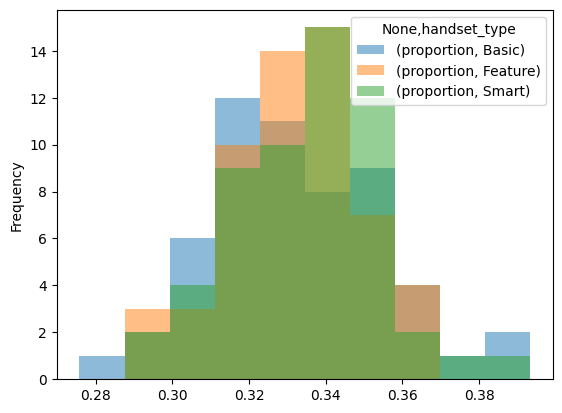 None,handset_type
(proportion, Basic)
(proportion, Feature)
(proportion, Smart)
Frequency
14
12
10
8
6
4
2
0
0.28 0.30 0.32 0.34 0.36 0.38